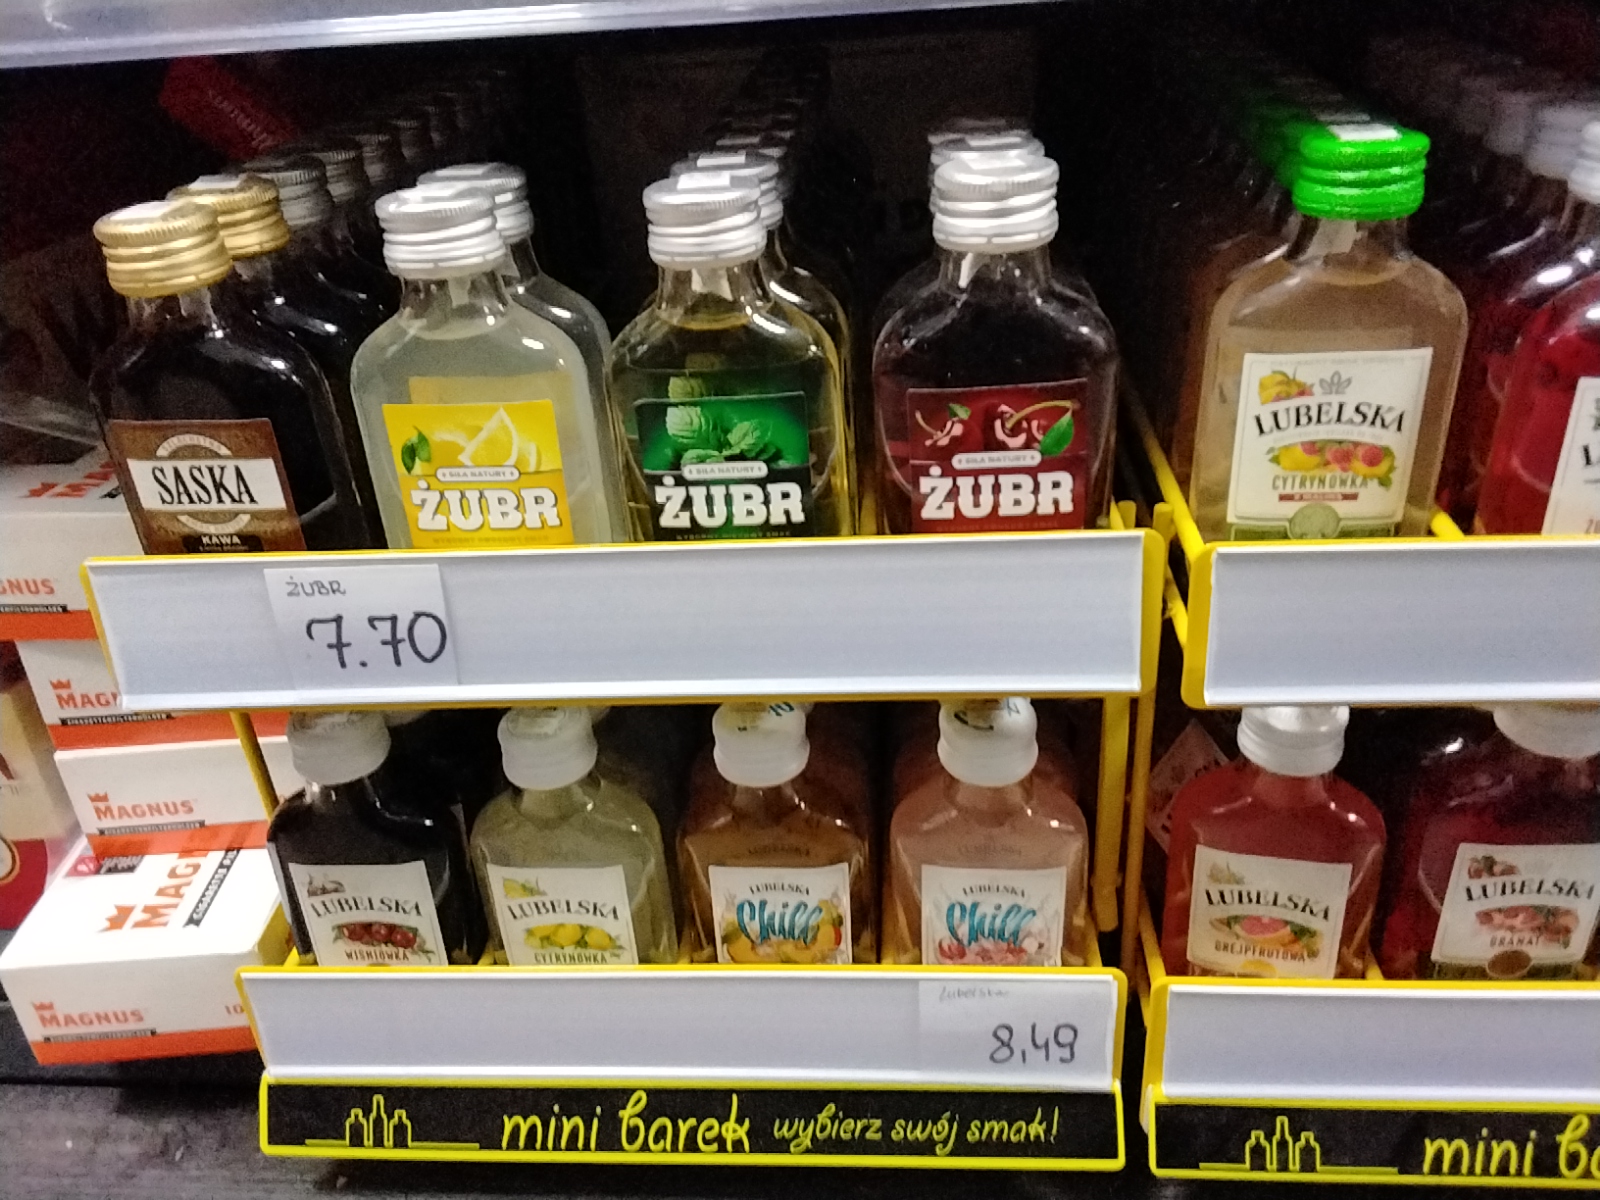 SASKA
KAWA
SIŁA NATURY
ŻUBR
SIŁA NATURY
ŻUBR
SIŁA NATURY
ŻUBR
LUBELSKA
CYTRYNÓWKA
ŻUBR
7.70
MAGNUS
MAGNUS
MAGNUS 10
LUBELSKA
WIŚNIÓWKA
LUBELSKA
CYTRYNÓWKA
LUBELSKA
Chill
LUBELSKA
Chill
LUBELSKA
GREJPFRUTOWA
LUBELSKA
GRANAT
Lubelska
8,49
mini barek wybierz swój smak!
mini ba